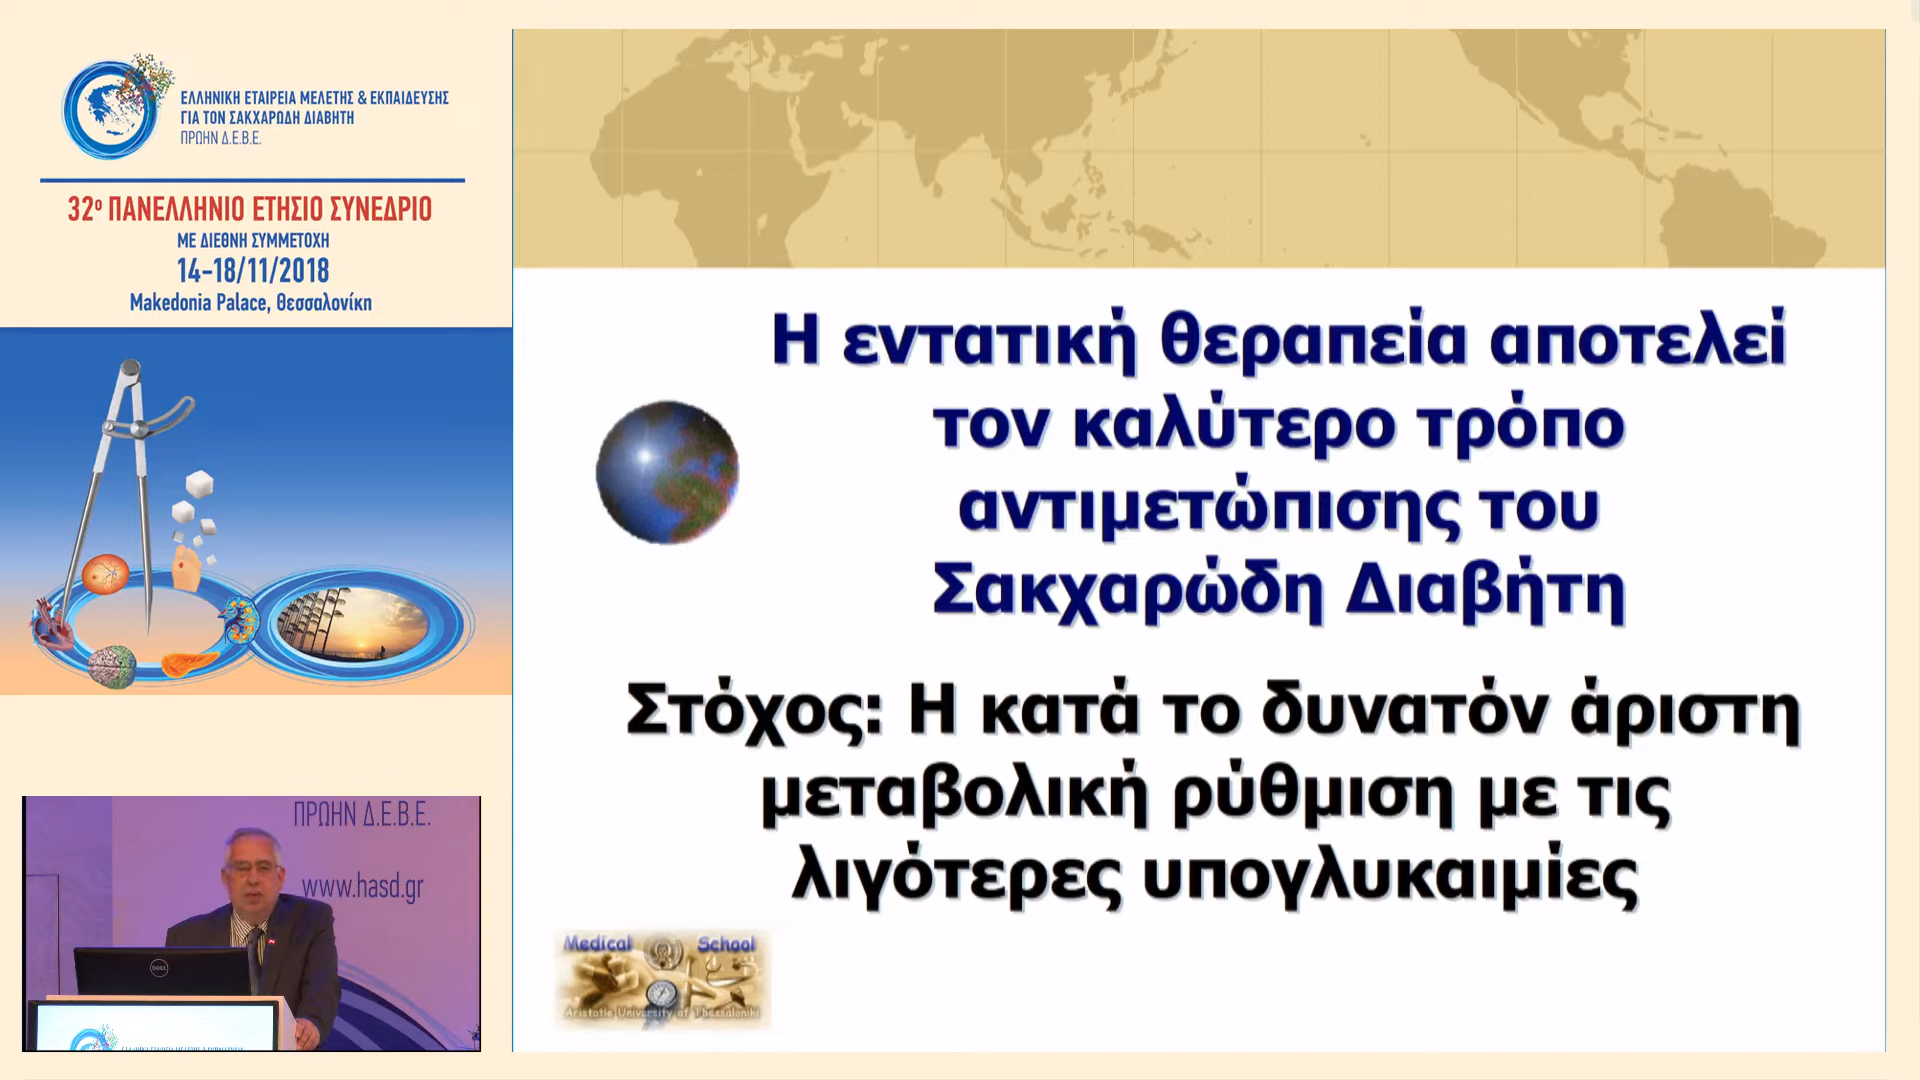 ΕΛΛΗΝΙΚΗ ΕΤΑΙΡΕΙΑ ΜΕΛΕΤΗΣ & ΕΚΠΑΙΔΕΥΣΗΣ
ΓΙΑ ΤΟΝ ΣΑΚΧΑΡΩΔΗ ΔΙΑΒΗΤΗ
ΠΡΩΗΝ Δ.Ε.Β.Ε.
32ο ΠΑΝΕΛΛΗΝΙΟ ΕΤΗΣΙΟ ΣΥΝΕΔΡΙΟ
ΜΕ ΔΙΕΘΝΗ ΣΥΜΜΕΤΟΧΗ
14-18/11/2018
Makedonia Palace, Θεσσαλονίκη
Η εντατική θεραπεία αποτελεί
τον καλύτερο τρόπο
αντιμετώπισης του
Σακχαρώδη Διαβήτη
Στόχος: Η κατά το δυνατόν άριστη
μεταβολική ρύθμιση με τις
λιγότερες υπογλυκαιμίες
Medical School
Aristotle University of Thessaloniki
ΠΡΩΗΝ Δ.Ε.Β.Ε.
www.hasd.gr
DELL